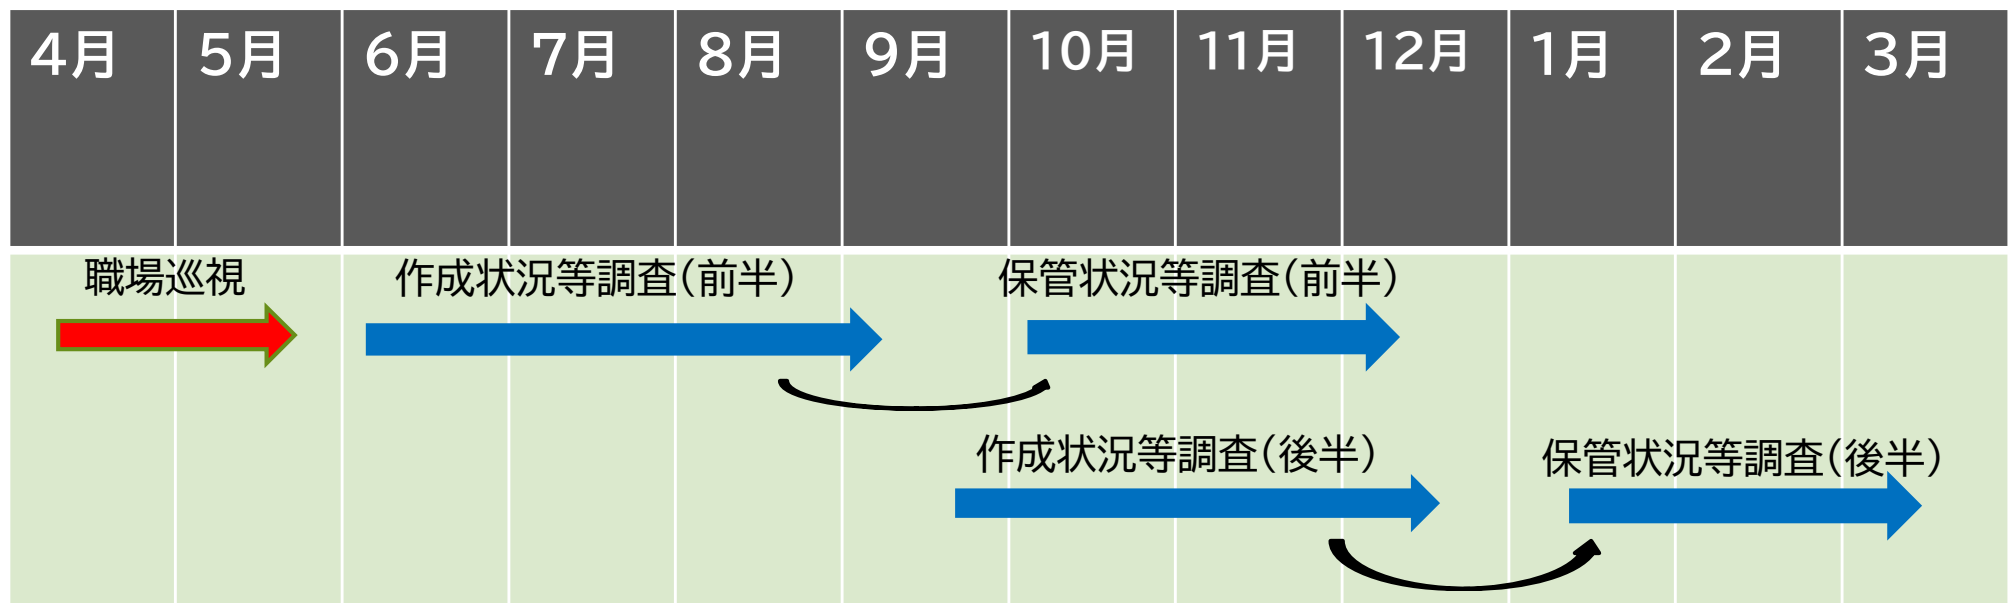 4月 5月 6月 7月 8月 9月 10月 11月 12月 1月 2月 3月
職場巡視 作成状況等調査(前半) 保管状況等調査(前半)
作成状況等調査(後半) 保管状況等調査(後半)